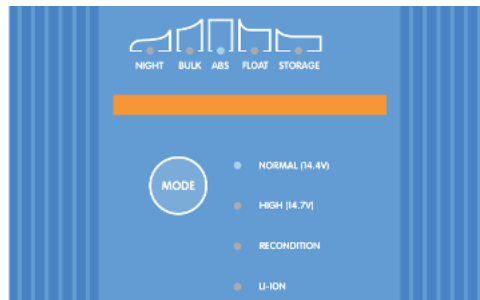 NIGHT BULK ABS FLOAT STORAGE
MODE
NORMAL (14.4V)
HIGH (14.7V)
RECONDITION
LI-ION